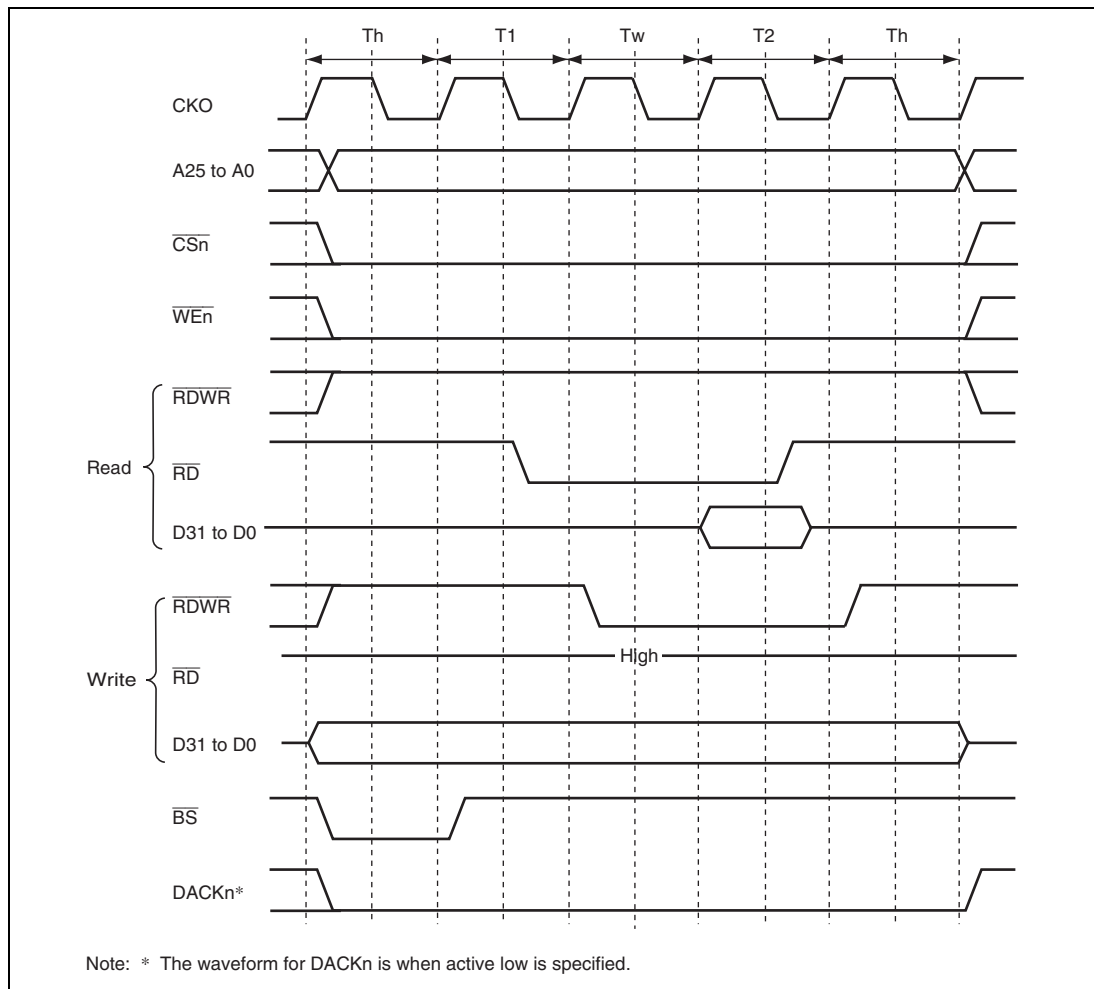 Th T1 Tw T2 Th
CKO
A25 to A0
CSn
WEn
Read
RDWR
RD
D31 to D0
Write
RDWR
RD
High
D31 to D0
BS
DACKn*
Note: * The waveform for DACKn is when active low is specified.